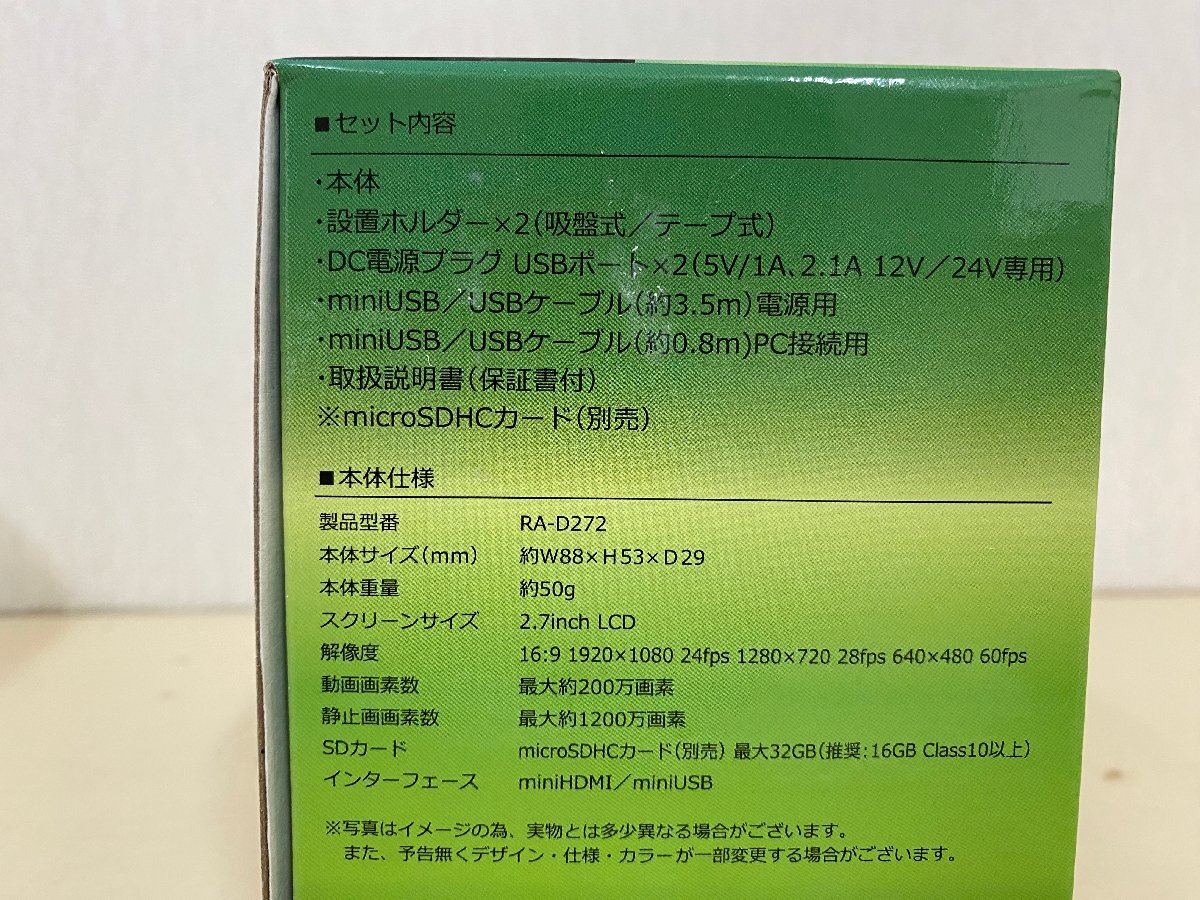 ■セット内容
・本体
・設置ホルダー×2(吸盤式／テープ式)
・DC電源プラグ USBポート×2(5V/1A、2.1A 12V／24V専用)
・miniUSB／USBケーブル(約3.5m)電源用
・miniUSB／USBケーブル(約0.8m)PC接続用
・取扱説明書(保証書付)
※microSDHCカード(別売)
■本体仕様
製品型番 RA-D272
本体サイズ(mm) 約W88×H53×D29
本体重量 約50g
スクリーンサイズ 2.7inch LCD
解像度 16:9 1920×1080 24fps 1280×720 28fps 640×480 60fps
動画画素数 最大約200万画素
静止画画素数 最大約1200万画素
SDカード microSDHCカード(別売) 最大32GB(推奨:16GB Class10以上)
インターフェース miniHDMI／miniUSB
※写真はイメージの為、実物とは多少異なる場合がございます。
また、予告無くデザイン・仕様・カラーが一部変更する場合がございます。